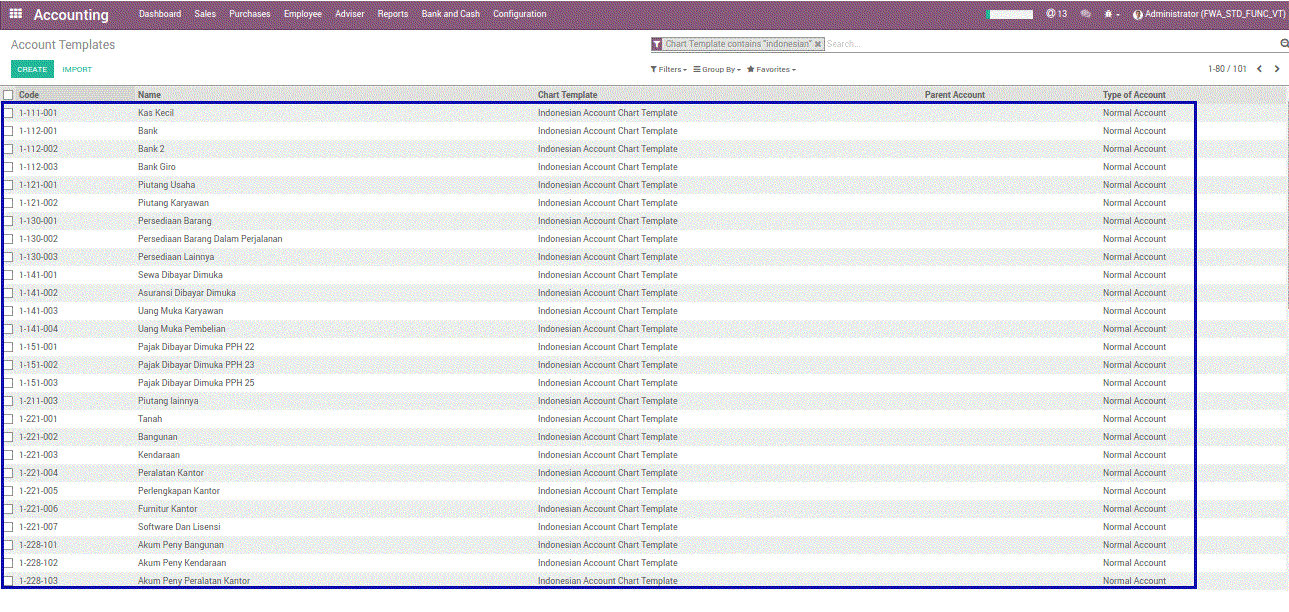 Accounting Dashboard Sales Purchases Employee Adviser Reports Bank and Cash Configuration @ 13 Administrator (FWA_STD_FUNC_VT)
Account Templates Chart Template contains "indonesian" × Search...
CREATE IMPORT Filters Group By Favorites 1-80 / 101
Code Name Chart Template Parent Account Type of Account
1-111-001 Kas Kecil Indonesian Account Chart Template Normal Account
1-112-001 Bank Indonesian Account Chart Template Normal Account
1-112-002 Bank 2 Indonesian Account Chart Template Normal Account
1-112-003 Bank Giro Indonesian Account Chart Template Normal Account
1-121-001 Piutang Usaha Indonesian Account Chart Template Normal Account
1-121-002 Piutang Karyawan Indonesian Account Chart Template Normal Account
1-130-001 Persediaan Barang Indonesian Account Chart Template Normal Account
1-130-002 Persediaan Barang Dalam Perjalanan Indonesian Account Chart Template Normal Account
1-130-003 Persediaan Lainnya Indonesian Account Chart Template Normal Account
1-141-001 Sewa Dibayar Dimuka Indonesian Account Chart Template Normal Account
1-141-002 Asuransi Dibayar Dimuka Indonesian Account Chart Template Normal Account
1-141-003 Uang Muka Karyawan Indonesian Account Chart Template Normal Account
1-141-004 Uang Muka Pembelian Indonesian Account Chart Template Normal Account
1-151-001 Pajak Dibayar Dimuka PPH 22 Indonesian Account Chart Template Normal Account
1-151-002 Pajak Dibayar Dimuka PPH 23 Indonesian Account Chart Template Normal Account
1-151-003 Pajak Dibayar Dimuka PPH 25 Indonesian Account Chart Template Normal Account
1-211-003 Piutang lainnya Indonesian Account Chart Template Normal Account
1-221-001 Tanah Indonesian Account Chart Template Normal Account
1-221-002 Bangunan Indonesian Account Chart Template Normal Account
1-221-003 Kendaraan Indonesian Account Chart Template Normal Account
1-221-004 Peralatan Kantor Indonesian Account Chart Template Normal Account
1-221-005 Perlengkapan Kantor Indonesian Account Chart Template Normal Account
1-221-006 Furnitur Kantor Indonesian Account Chart Template Normal Account
1-221-007 Software Dan Lisensi Indonesian Account Chart Template Normal Account
1-228-101 Akum Peny Bangunan Indonesian Account Chart Template Normal Account
1-228-102 Akum Peny Kendaraan Indonesian Account Chart Template Normal Account
1-228-103 Akum Peny Peralatan Kantor Indonesian Account Chart Template Normal Account